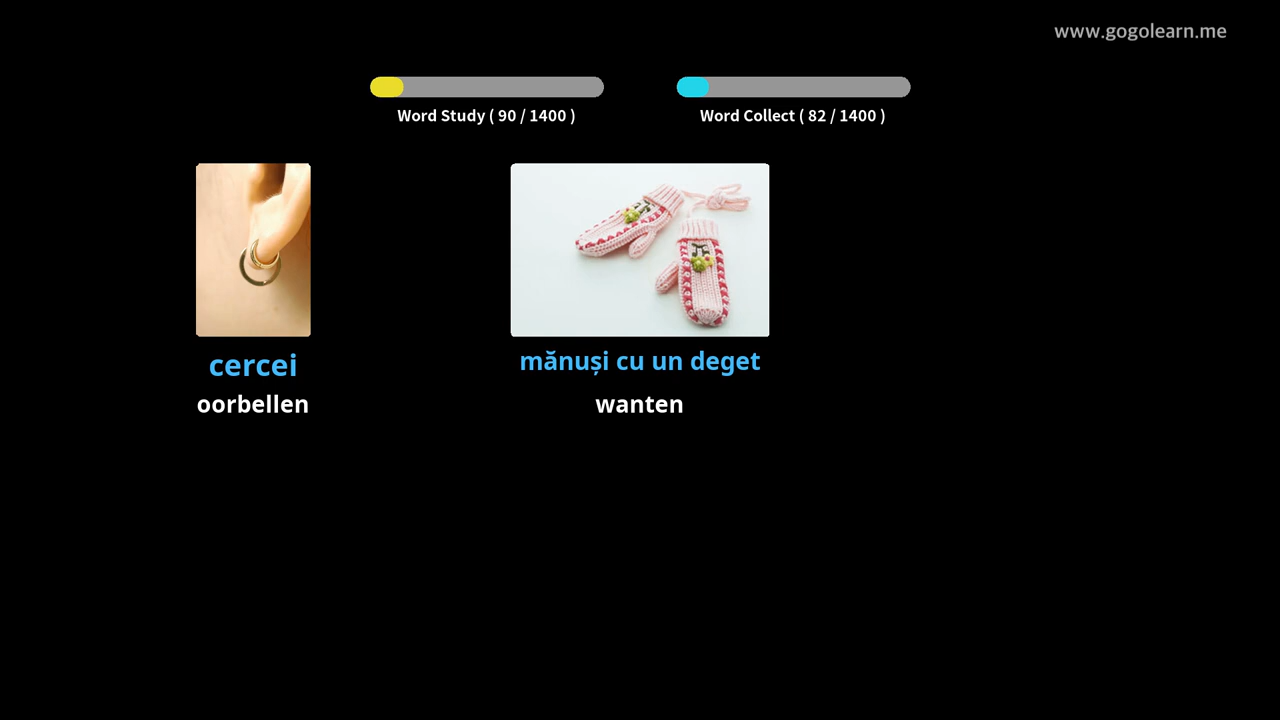 www.gogolearn.me
Word Study ( 90 / 1400 )
Word Collect ( 82 / 1400 )
cercei
oorbellen
mănuși cu un deget
wanten